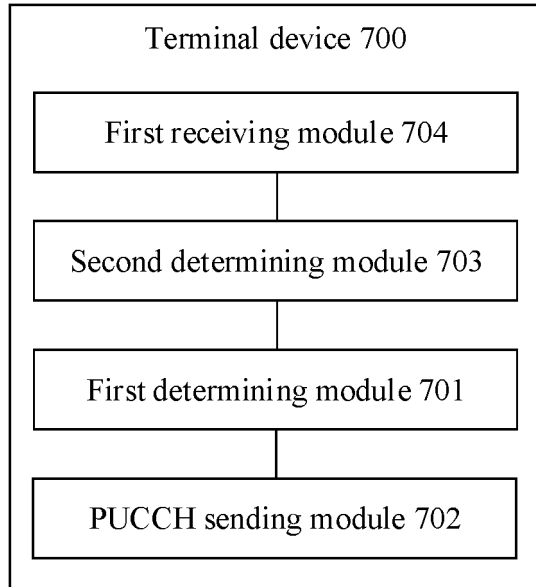 Terminal device 700
First receiving module 704
Second determining module 703
First determining module 701
PUCCH sending module 702